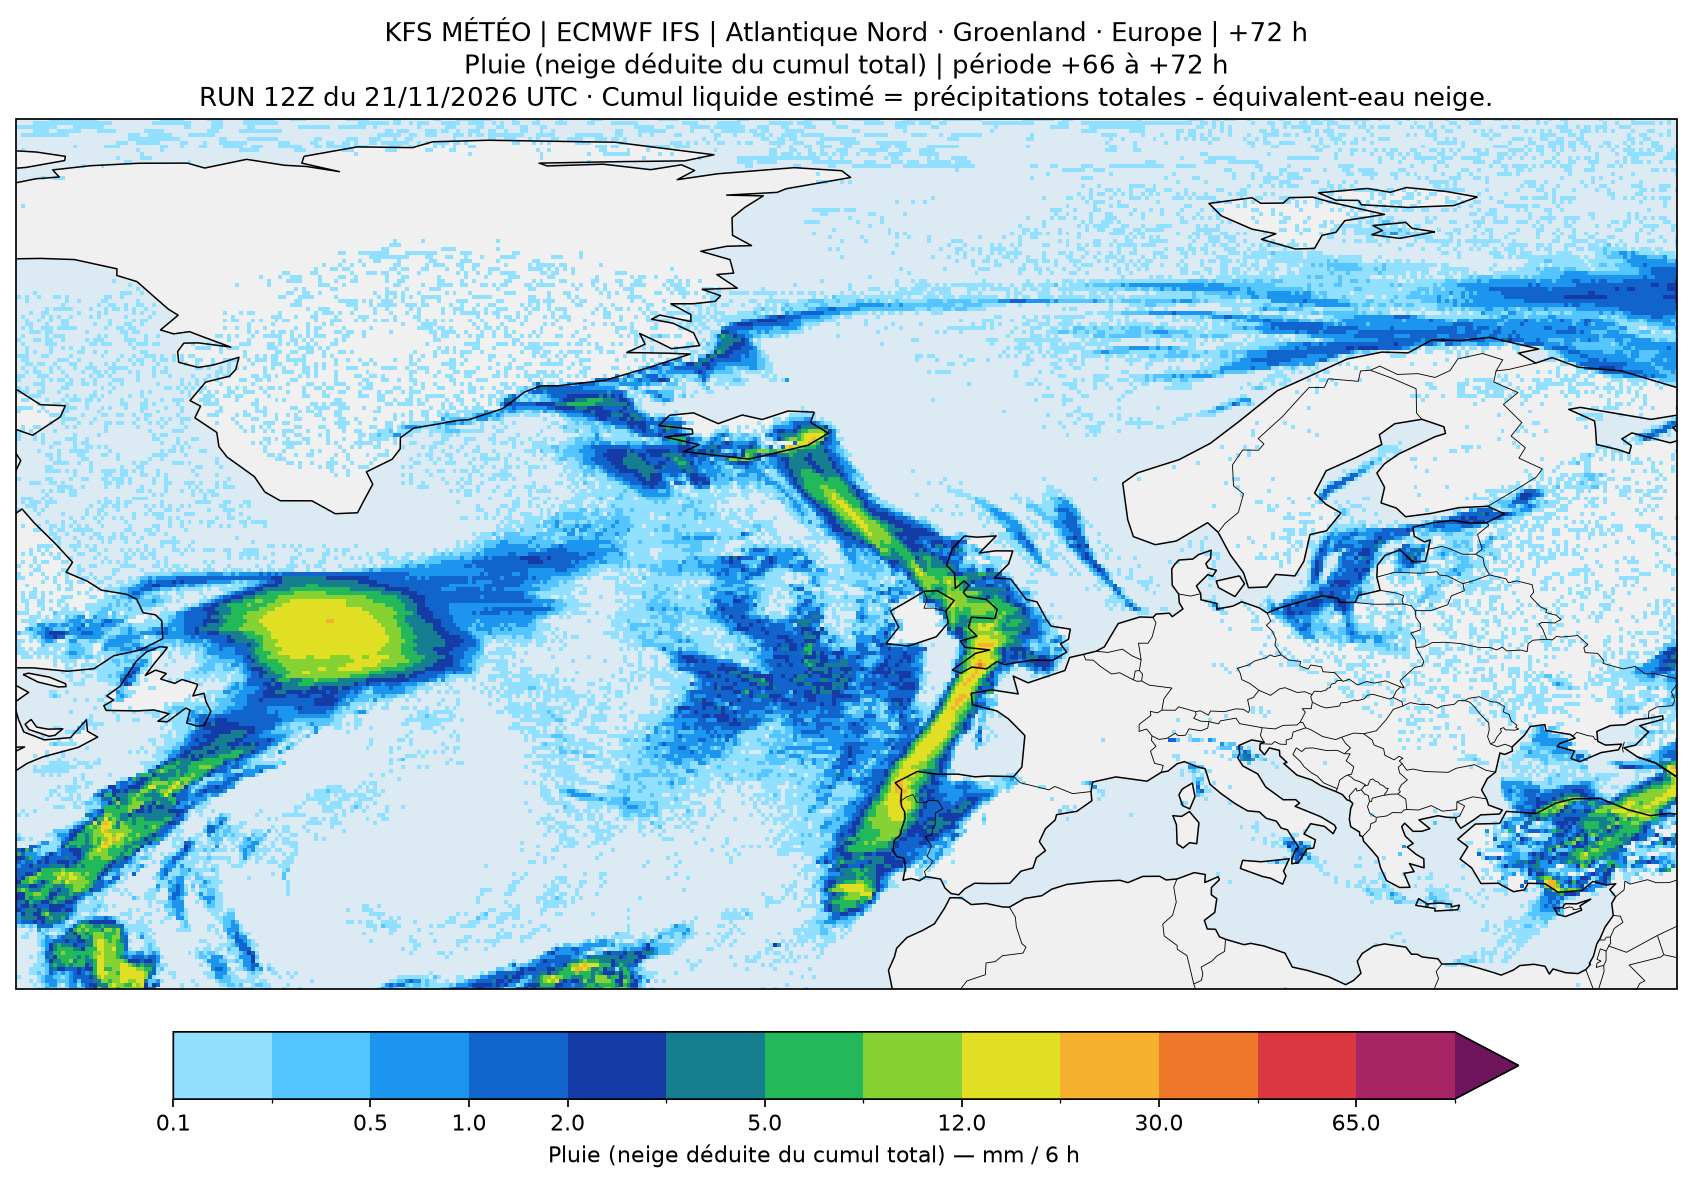 KFS MÉTÉO | ECMWF IFS | Atlantique Nord · Groenland · Europe | +72 h
Pluie (neige déduite du cumul total) | période +66 à +72 h
RUN 12Z du 21/11/2026 UTC · Cumul liquide estimé = précipitations totales - équivalent-eau neige.
0.1 0.5 1.0 2.0 5.0 12.0 30.0 65.0
Pluie (neige déduite du cumul total) — mm / 6 h